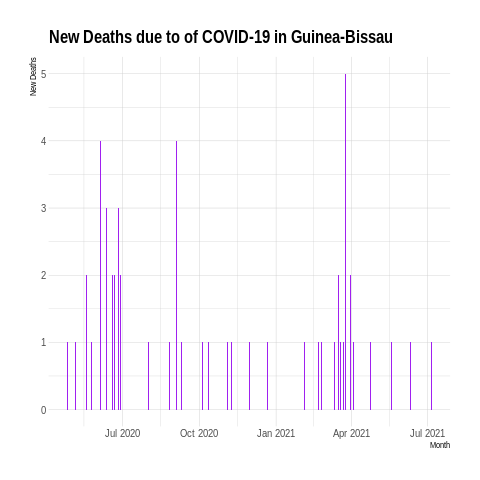 New Deaths due to of COVID-19 in Guinea-Bissau
New Deaths
5
4
3
2
1
0
Jul 2020 Oct 2020 Jan 2021 Apr 2021 Jul 2021
Month